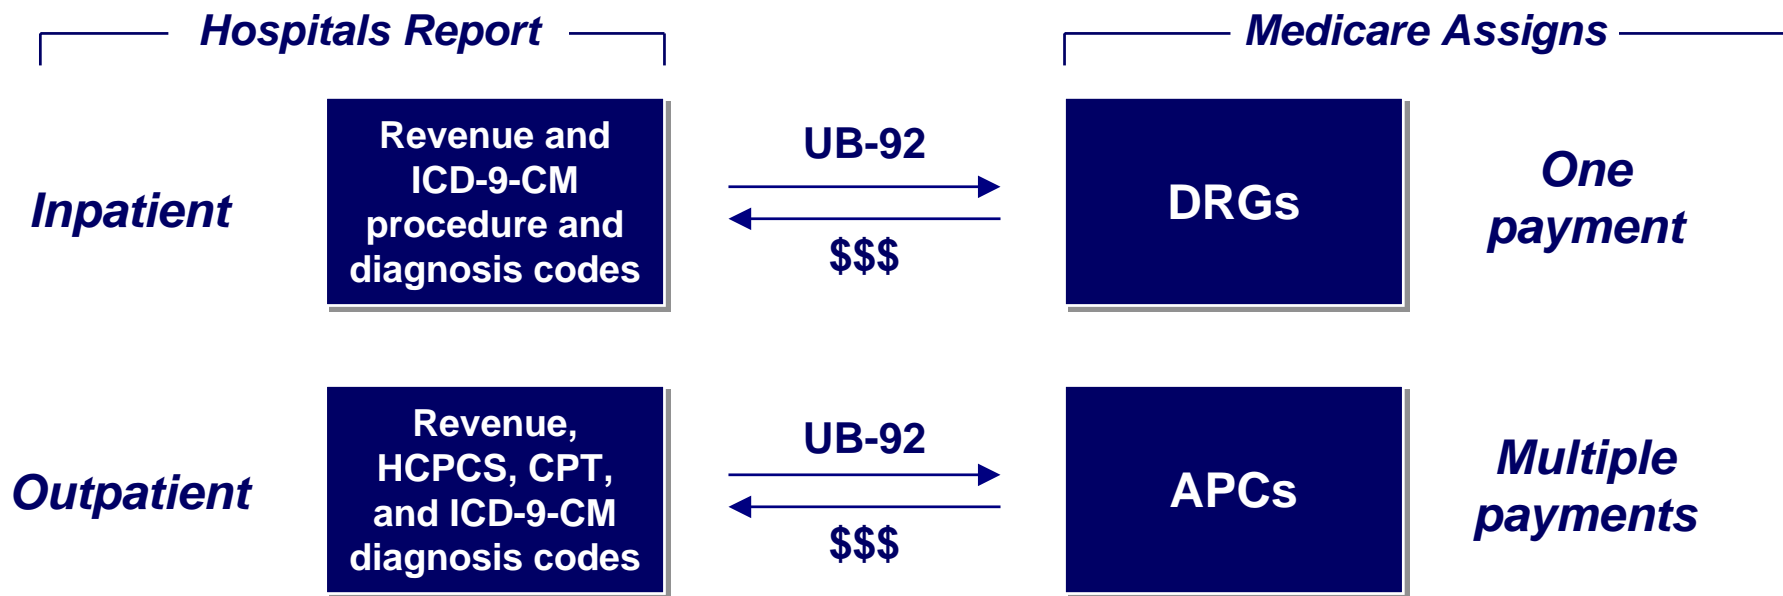 Hospitals Report
Medicare Assigns
Inpatient
Revenue and
ICD-9-CM
procedure and
diagnosis codes
UB-92
$$$
DRGs
One
payment
Outpatient
Revenue,
HCPCS, CPT,
and ICD-9-CM
diagnosis codes
UB-92
$$$
APCs
Multiple
payments